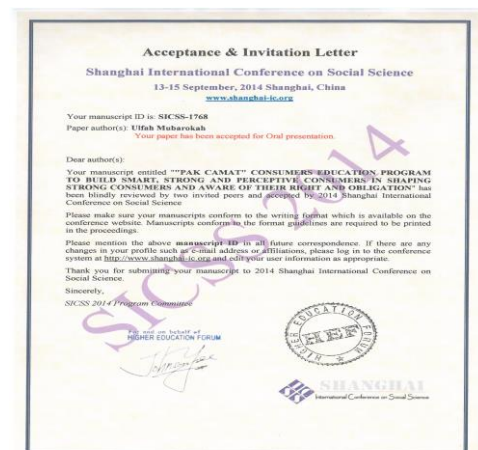 Acceptance & Invitation Letter
Shanghai International Conference on Social Science
13-15 September, 2014 Shanghai, China
www.shanghai-ic.org
Your manuscript ID is: SICSS-1768
Paper author(s): Ulfah Mubarokah
Your paper has been accepted for Oral presentation.
Dear author(s):
Your manuscript entitled ""PAK CAMAT" CONSUMERS EDUCATION PROGRAM
TO BUILD SMART, STRONG AND PERCEPTIVE CONSUMERS IN SHAPING
STRONG CONSUMERS AND AWARE OF THEIR RIGHT AND OBLIGATION" has
been blindly reviewed by two invited peers and accepted by 2014 Shanghai International
Conference on Social Science
Please make sure your manuscripts conform to the writing format which is available on the
conference website. Manuscripts conform to the format guidelines are required to be printed
in the proceedings.
Please mention the above manuscript ID in all future correspondence. If there are any
changes in your profile such as e-mail address or affiliations, please log in to the conference
system at http://www.shanghai-ic.org and edit your user information as appropriate.
Thank you for submitting your manuscript to 2014 Shanghai International Conference on
Social Science.
Sincerely,
SICSS 2014 Program Committee
SICSS 2014
For and on behalf of
HIGHER EDUCATION FORUM
HIGHER EDUCATION FORUM
HEF
SHANGHAI
International Conference on Social Science